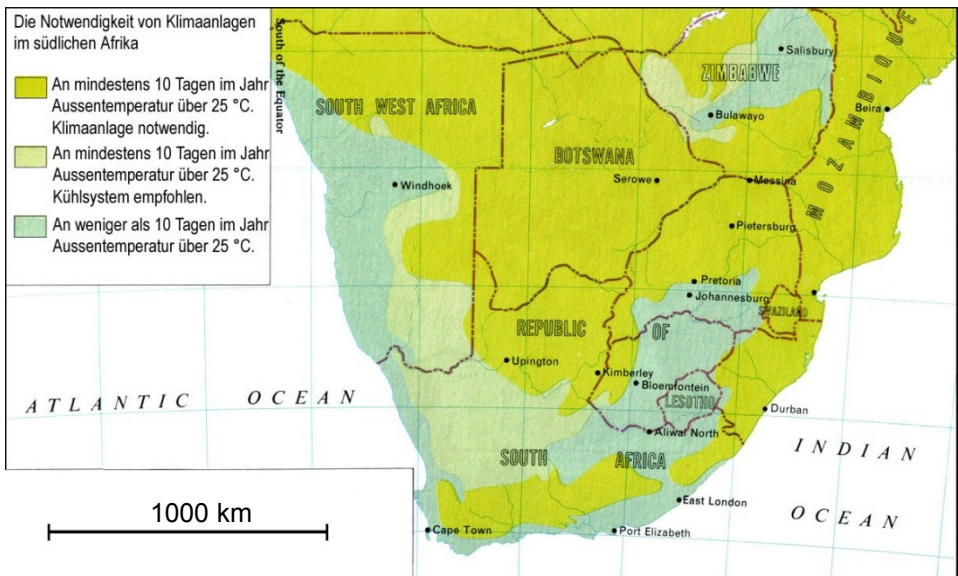 Die Notwendigkeit von Klimaanlagen
im südlichen Afrika
An mindestens 10 Tagen im Jahr
Aussentemperatur über 25 °C.
Klimaanlage notwendig.
An mindestens 10 Tagen im Jahr
Aussentemperatur über 25 °C.
Kühlsystem empfohlen.
An weniger als 10 Tagen im Jahr
Aussentemperatur über 25 °C.
South of the Equator
Salisbury
ZIMBABWE
SOUTH WEST AFRICA
Bulawayo
Beira
MOZAMBIQUE
BOTSWANA
Windhoek
Serowe
Messina
Pietersburg
Pretoria
Johannesburg
SWAZILAND
REPUBLIC
OF
Upington
Kimberley
Bloemfontein
LESOTHO
ATLANTIC OCEAN
Durban
Aliwal North
INDIAN
OCEAN
SOUTH
AFRICA
East London
Cape Town
Port Elizabeth
1000 km